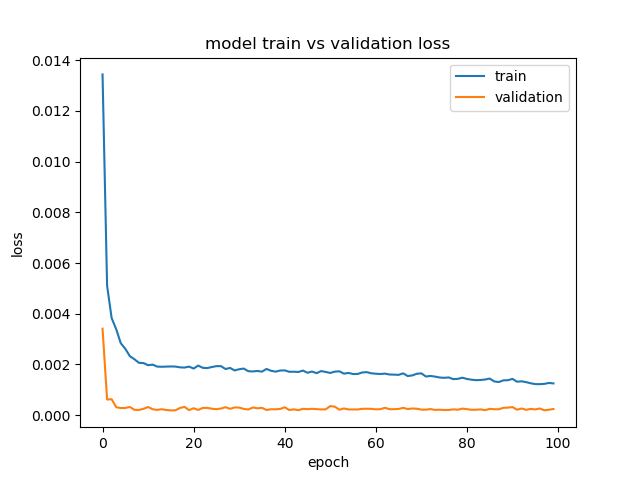 model train vs validation loss
train
validation
0.014
0.012
0.010
0.008
0.006
0.004
0.002
0.000
loss
0 20 40 60 80 100
epoch